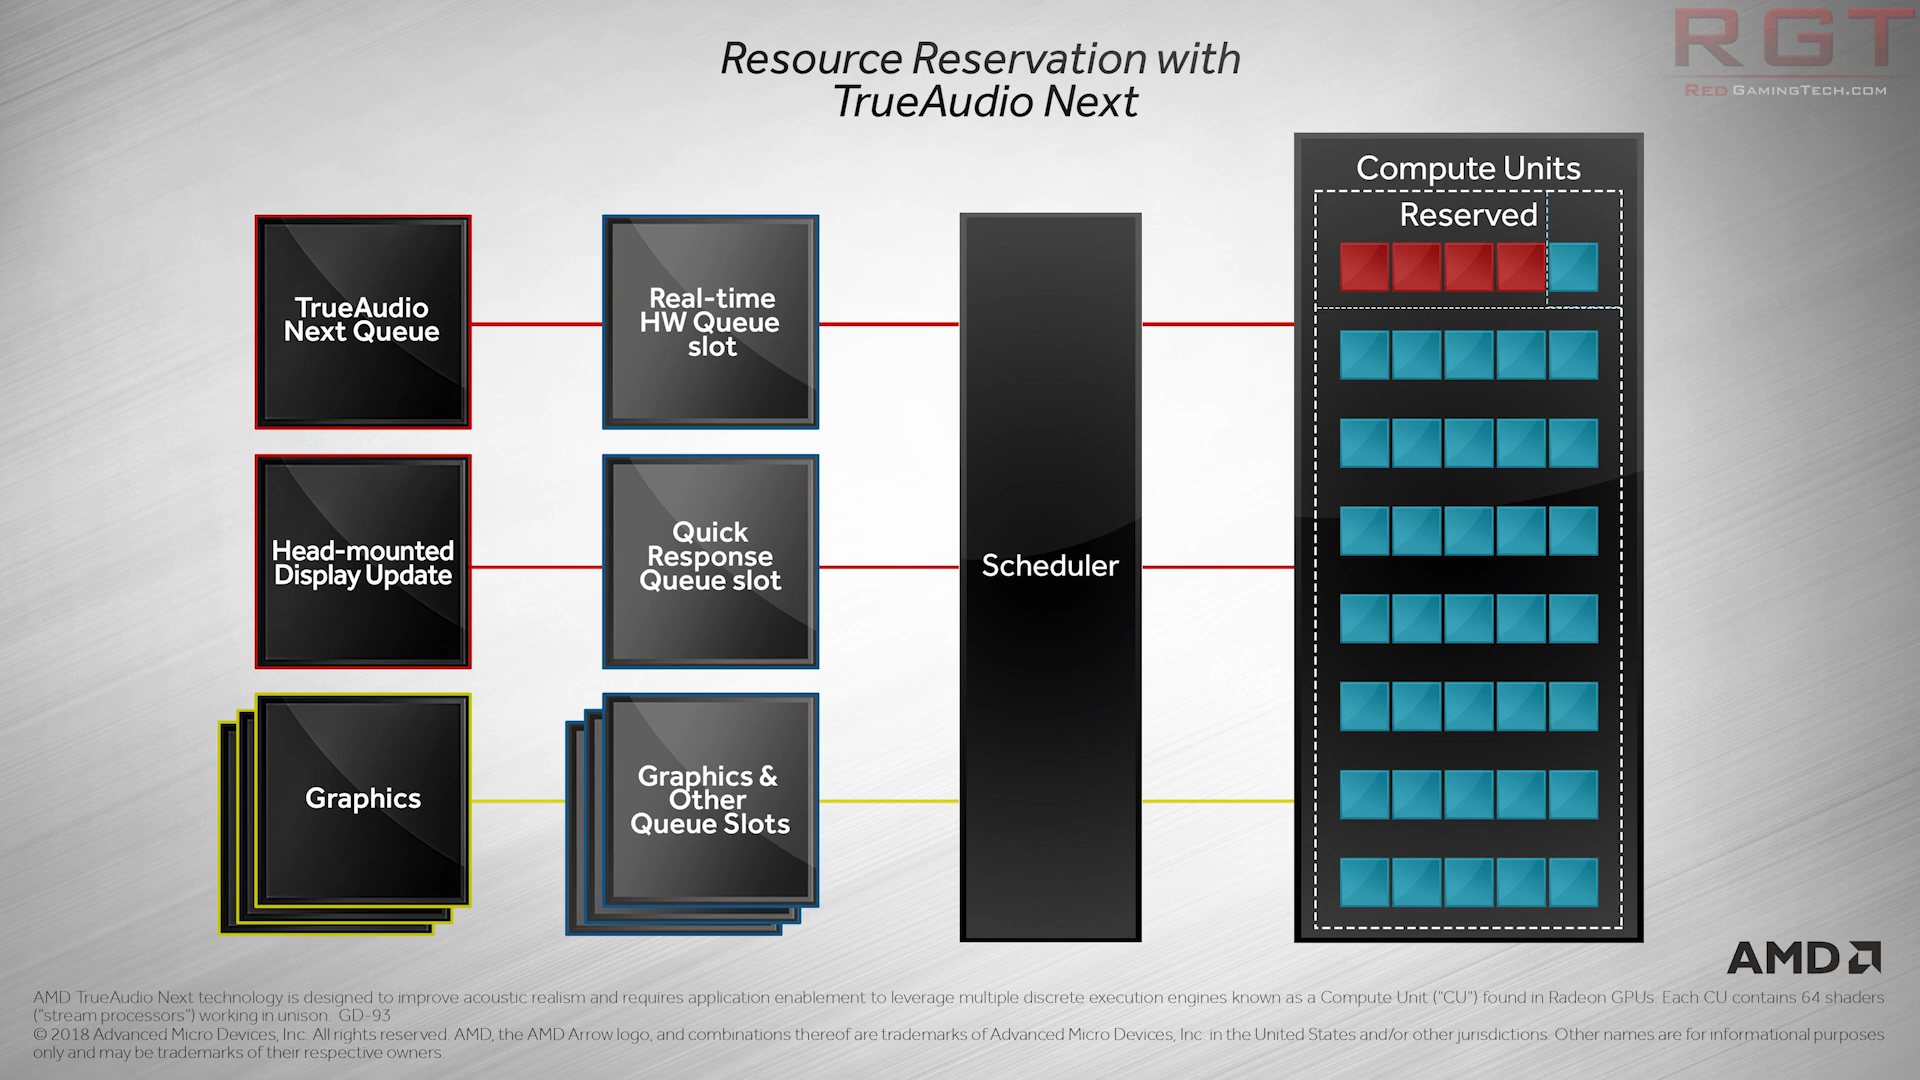 Resource Reservation with
TrueAudio Next
RGT
RED GAMINGTECH.COM
Compute Units
Reserved
TrueAudio
Next Queue
Real-time
HW Queue
slot
Head-mounted
Display Update
Quick
Response
Queue slot
Scheduler
Graphics
Graphics &
Other
Queue Slots
AMD
AMD TrueAudio Next technology is designed to improve acoustic realism and requires application enablement to leverage multiple discrete execution engines known as a Compute Unit ("CU") found in Radeon GPUs. Each CU contains 64 shaders
("stream processors") working in unison. GD-93
© 2018 Advanced Micro Devices, Inc. All rights reserved. AMD, the AMD Arrow logo, and combinations thereof are trademarks of Advanced Micro Devices, Inc. in the United States and/or other jurisdictions. Other names are for informational purposes
only and may be trademarks of their respective owners.